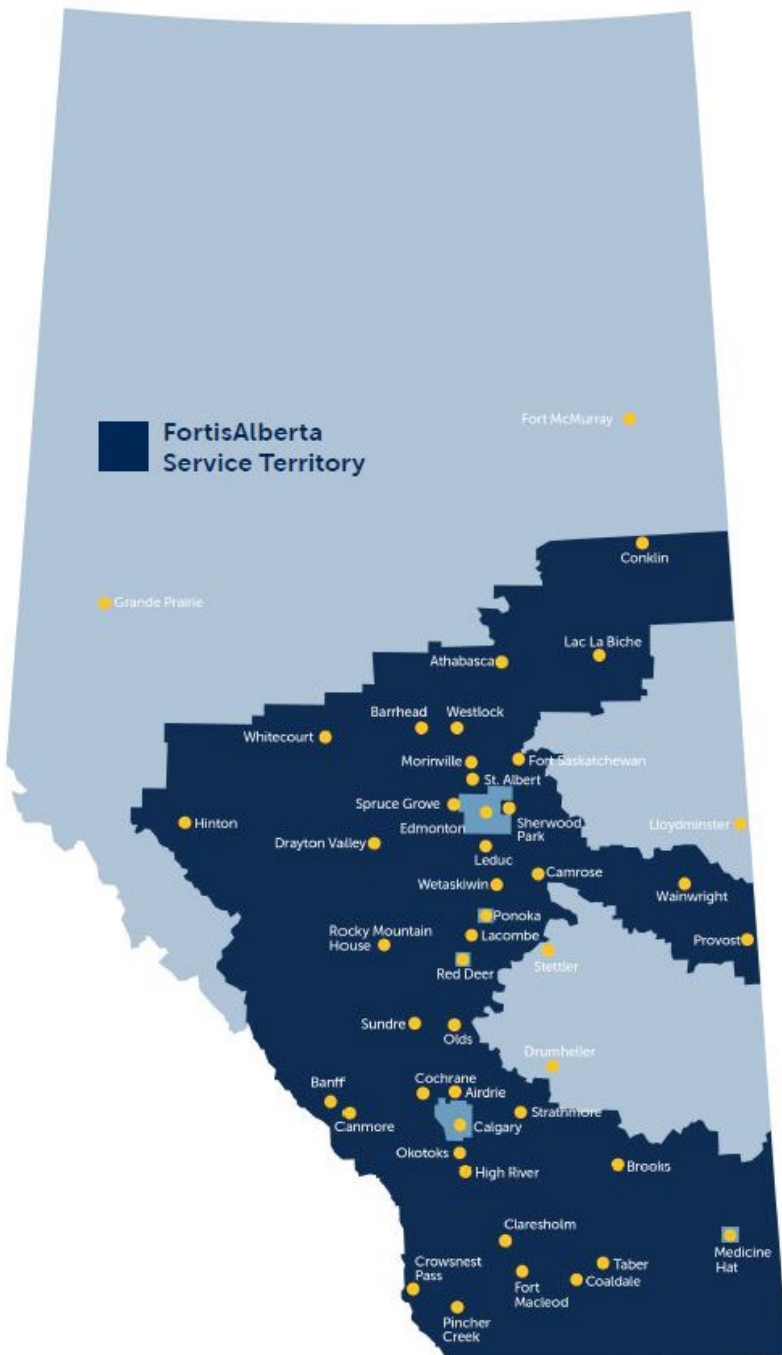 FortisAlberta
Service Territory
Fort McMurray
Conklin
Grande Prairie
Lac La Biche
Athabasca
Barrhead
Westlock
Whitecourt
Morinville
Fort Saskatchewan
St. Albert
Spruce Grove
Hinton
Edmonton
Sherwood
Park
Lloydminster
Drayton Valley
Leduc
Camrose
Wetaskiwin
Wainwright
Ponoka
Rocky Mountain
House
Lacombe
Provost
Red Deer
Stettler
Sundre
Olds
Drumheller
Banff
Cochrane
Airdrie
Canmore
Strathmore
Calgary
Okotoks
High River
Brooks
Claresholm
Medicine
Hat
Crowsnest
Pass
Taber
Fort
Macleod
Coaldale
Pincher
Creek